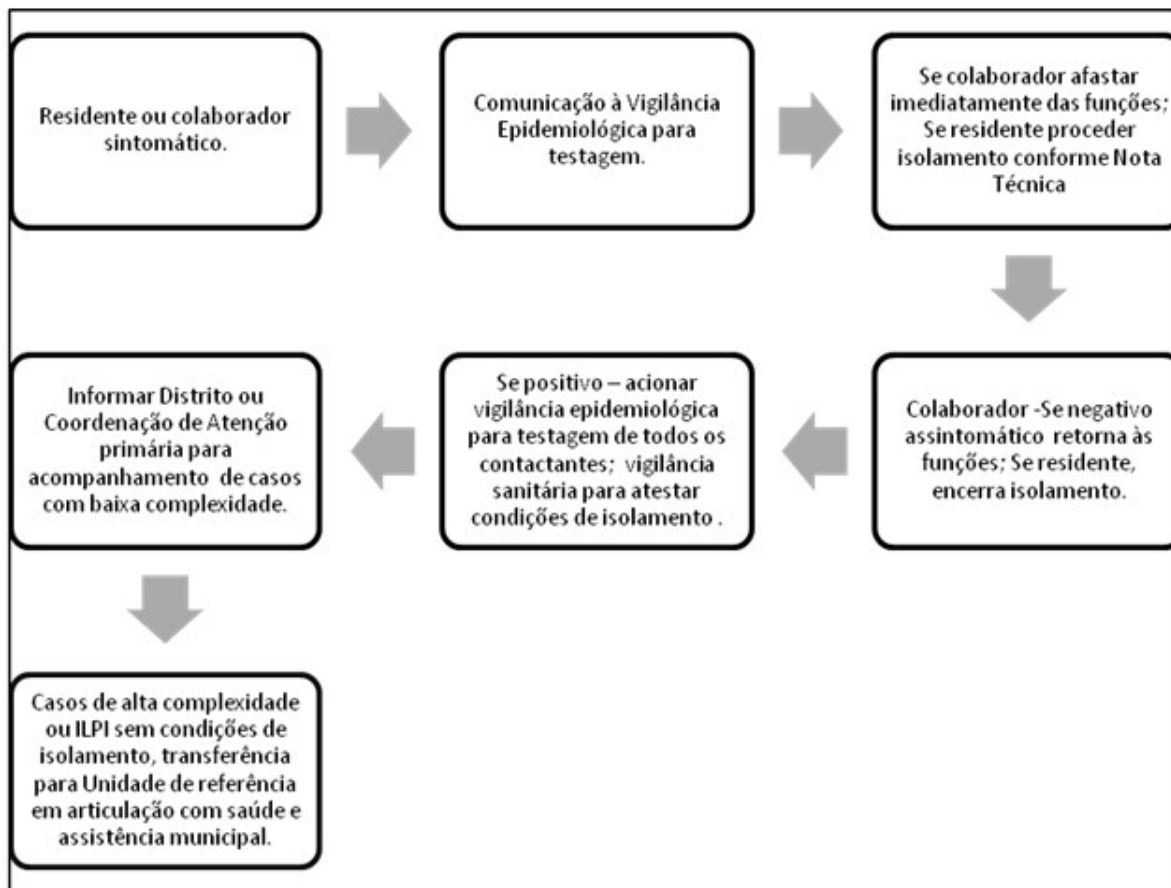 Residente ou colaborador
sintomático.
Comunicação à Vigilância
Epidemiológica para
testagem.
Se colaborador afastar
imediatamente das funções;
Se residente proceder
isolamento conforme Nota
Técnica
Colaborador -Se negativo
assintomático retorna às
funções; Se residente,
encerra isolamento.
Se positivo – acionar
vigilância epidemiológica
para testagem de todos os
contactantes; vigilância
sanitária para atestar
condições de isolamento .
Informar Distrito ou
Coordenação de Atenção
primária para
acompanhamento de casos
com baixa complexidade.
Casos de alta complexidade
ou ILPI sem condições de
isolamento, transferência
para Unidade de referência
em articulação com saúde e
assistência municipal.